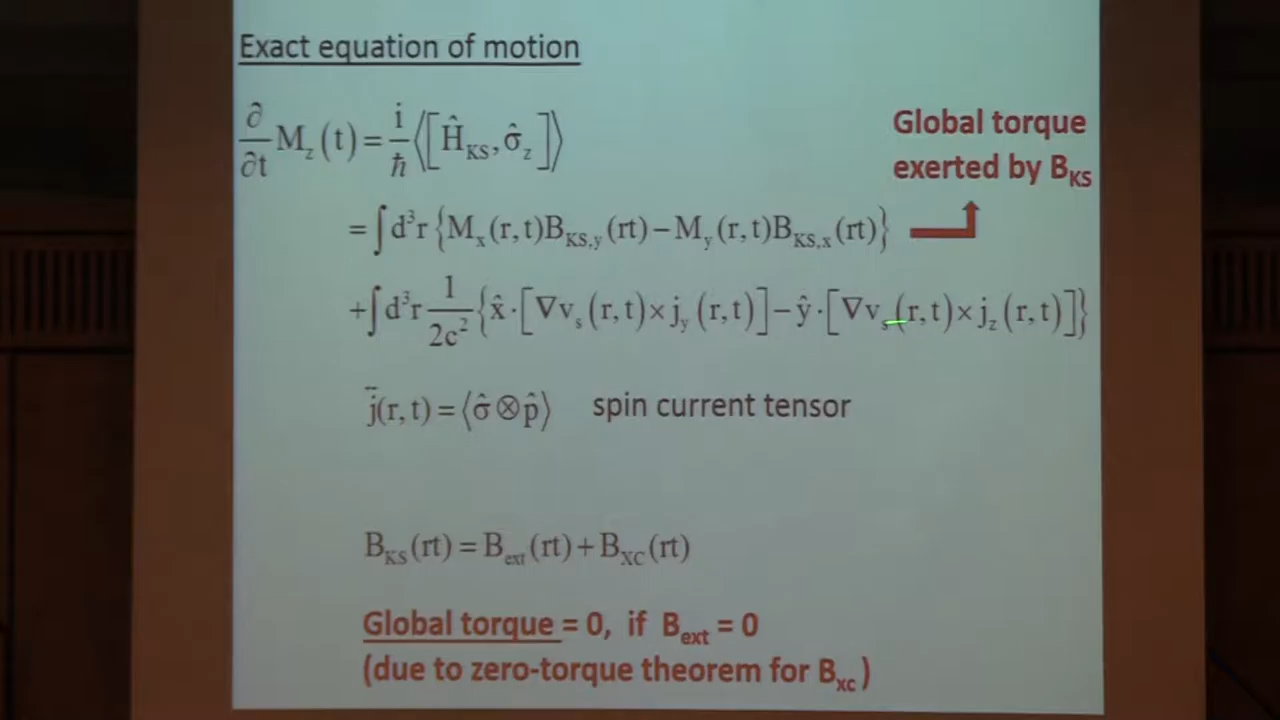 Exact equation of motion
∂/∂t M_z(t) = i/ħ ⟨[Ĥ_KS, σ̂_z]⟩
Global torque
exerted by B_KS
= ∫ d³r {M_x(r,t)B_KS,y(rt) − M_y(r,t)B_KS,x(rt)}
+ ∫ d³r 1/2c² {x̂·[∇v_s(r,t)×j_y(r,t)] − ŷ·[∇v_s(r,t)×j_z(r,t)]}
j(r,t) = ⟨σ̂⊗p̂⟩ spin current tensor
B_KS(rt) = B_ext(rt) + B_XC(rt)
Global torque = 0, if B_ext = 0
(due to zero-torque theorem for B_xc)